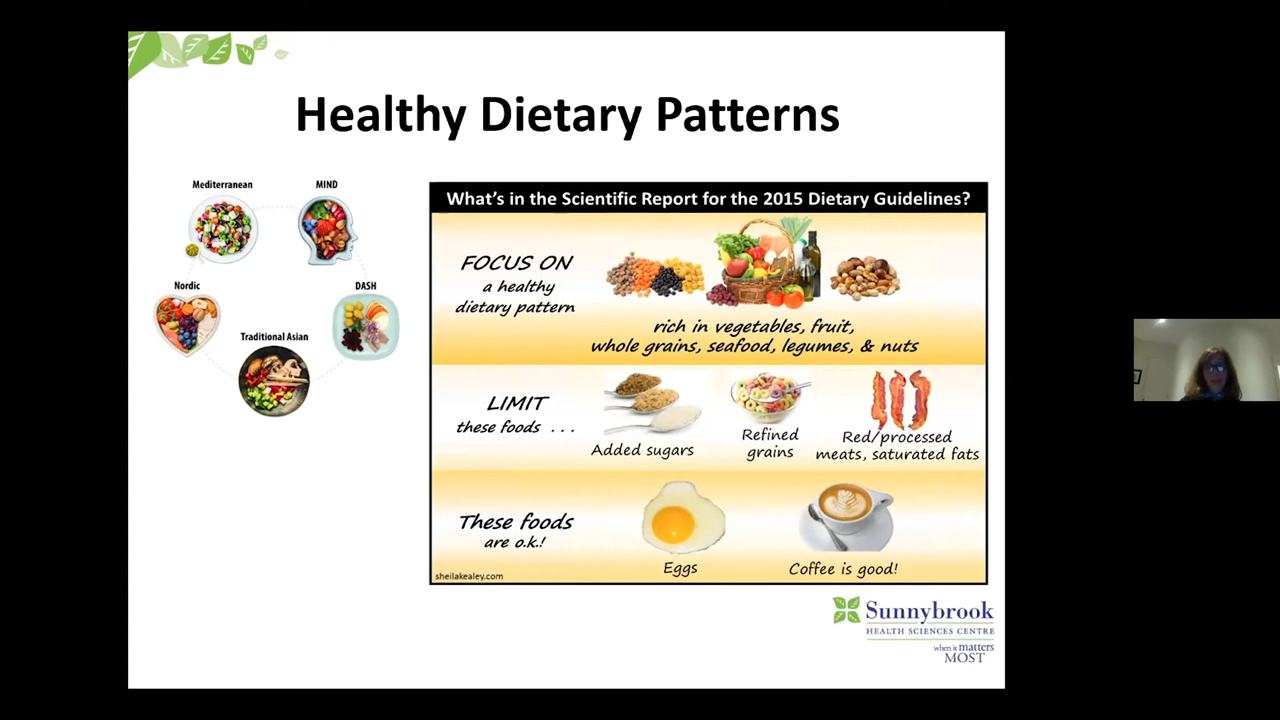 Healthy Dietary Patterns
Mediterranean
MIND
Nordic
DASH
Traditional Asian
What's in the Scientific Report for the 2015 Dietary Guidelines?
FOCUS ON
a healthy
dietary pattern
rich in vegetables, fruit,
whole grains, seafood, legumes, & nuts
LIMIT
these foods . . .
Added sugars
Refined
grains
Red/processed
meats, saturated fats
These foods
are o.k.!
Eggs
Coffee is good!
sheilakealey.com
Sunnybrook
HEALTH SCIENCES CENTRE
when it matters
MOST